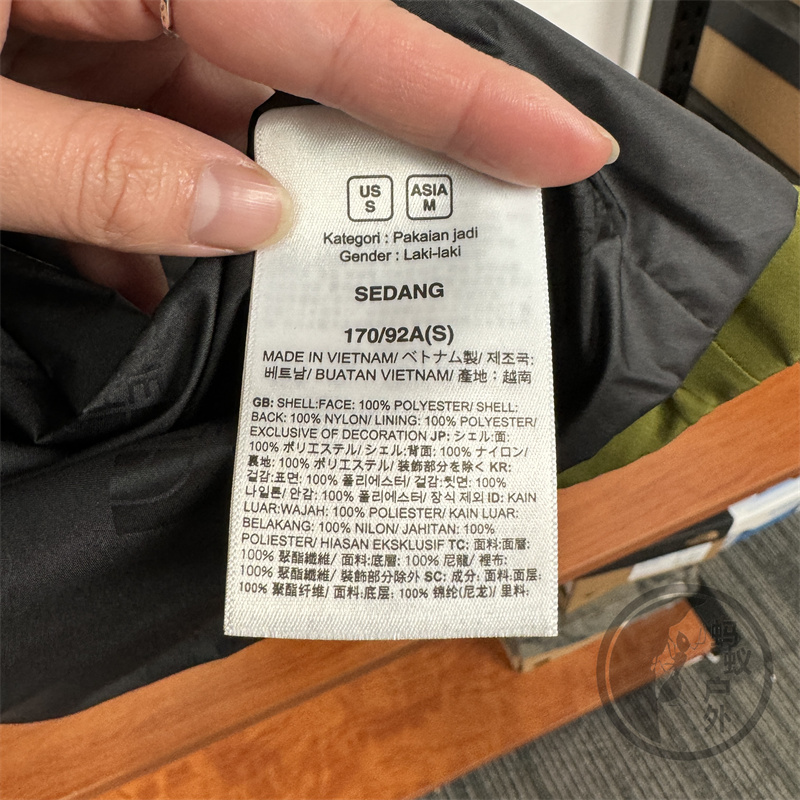 US
S
ASIA
M
Kategori : Pakaian jadi
Gender : Laki-laki
SEDANG
170/92A(S)
MADE IN VIETNAM/ ベトナム製/ 제조국:
베트남/ BUATAN VIETNAM/ 產地：越南
GB: SHELL:FACE: 100% POLYESTER/ SHELL:
BACK: 100% NYLON/ LINING: 100% POLYESTER/
EXCLUSIVE OF DECORATION JP: シェル:面:
100% ポリエステル/ シェル:背面: 100% ナイロン/
裏地: 100% ポリエステル/ 装飾部分を除く KR:
겉감:표면: 100% 폴리에스터/ 겉감:뒷면: 100%
나일론/ 안감: 100% 폴리에스터/ 장식 제외 ID: KAIN
LUAR:WAJAH: 100% POLIESTER/ KAIN LUAR:
BELAKANG: 100% NILON/ JAHITAN: 100%
POLIESTER/ HIASAN EKSKLUSIF TC: 面料:面層:
100% 聚酯纖維/ 面料:底層: 100% 尼龍/ 裡布:
100% 聚酯纖維/ 裝飾部分除外 SC: 成分: 面料:面层:
100% 聚酯纤维/ 面料:底层: 100% 锦纶(尼龙)/ 里料:
蚂蚁户外